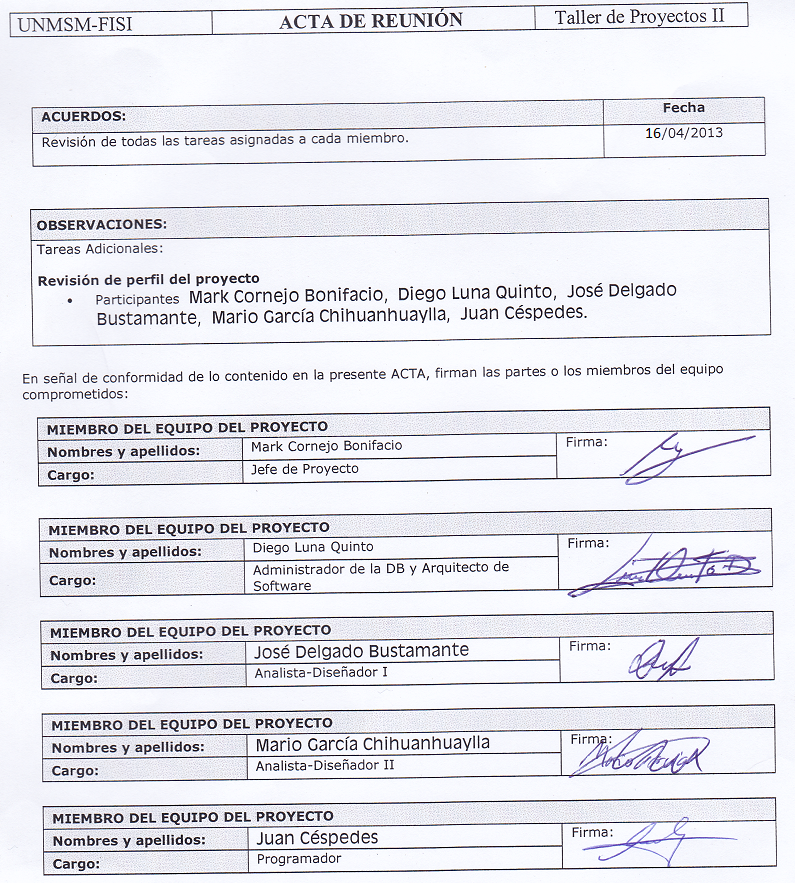 UNMSM-FISI ACTA DE REUNIÓN Taller de Proyectos II
ACUERDOS: Fecha
Revisión de todas las tareas asignadas a cada miembro. 16/04/2013
OBSERVACIONES:
Tareas Adicionales:
Revisión de perfil del proyecto
• Participantes Mark Cornejo Bonifacio, Diego Luna Quinto, José Delgado
Bustamante, Mario García Chihuanhuaylla, Juan Céspedes.
En señal de conformidad de lo contenido en la presente ACTA, firman las partes o los miembros del equipo
comprometidos:
MIEMBRO DEL EQUIPO DEL PROYECTO
Nombres y apellidos: Mark Cornejo Bonifacio Firma:
Cargo: Jefe de Proyecto
MIEMBRO DEL EQUIPO DEL PROYECTO
Nombres y apellidos: Diego Luna Quinto Firma:
Cargo: Administrador de la DB y Arquitecto de
Software
MIEMBRO DEL EQUIPO DEL PROYECTO
Nombres y apellidos: José Delgado Bustamante Firma:
Cargo: Analista-Diseñador I
MIEMBRO DEL EQUIPO DEL PROYECTO
Nombres y apellidos: Mario García Chihuanhuaylla Firma:
Cargo: Analista-Diseñador II
MIEMBRO DEL EQUIPO DEL PROYECTO
Nombres y apellidos: Juan Céspedes Firma:
Cargo: Programador